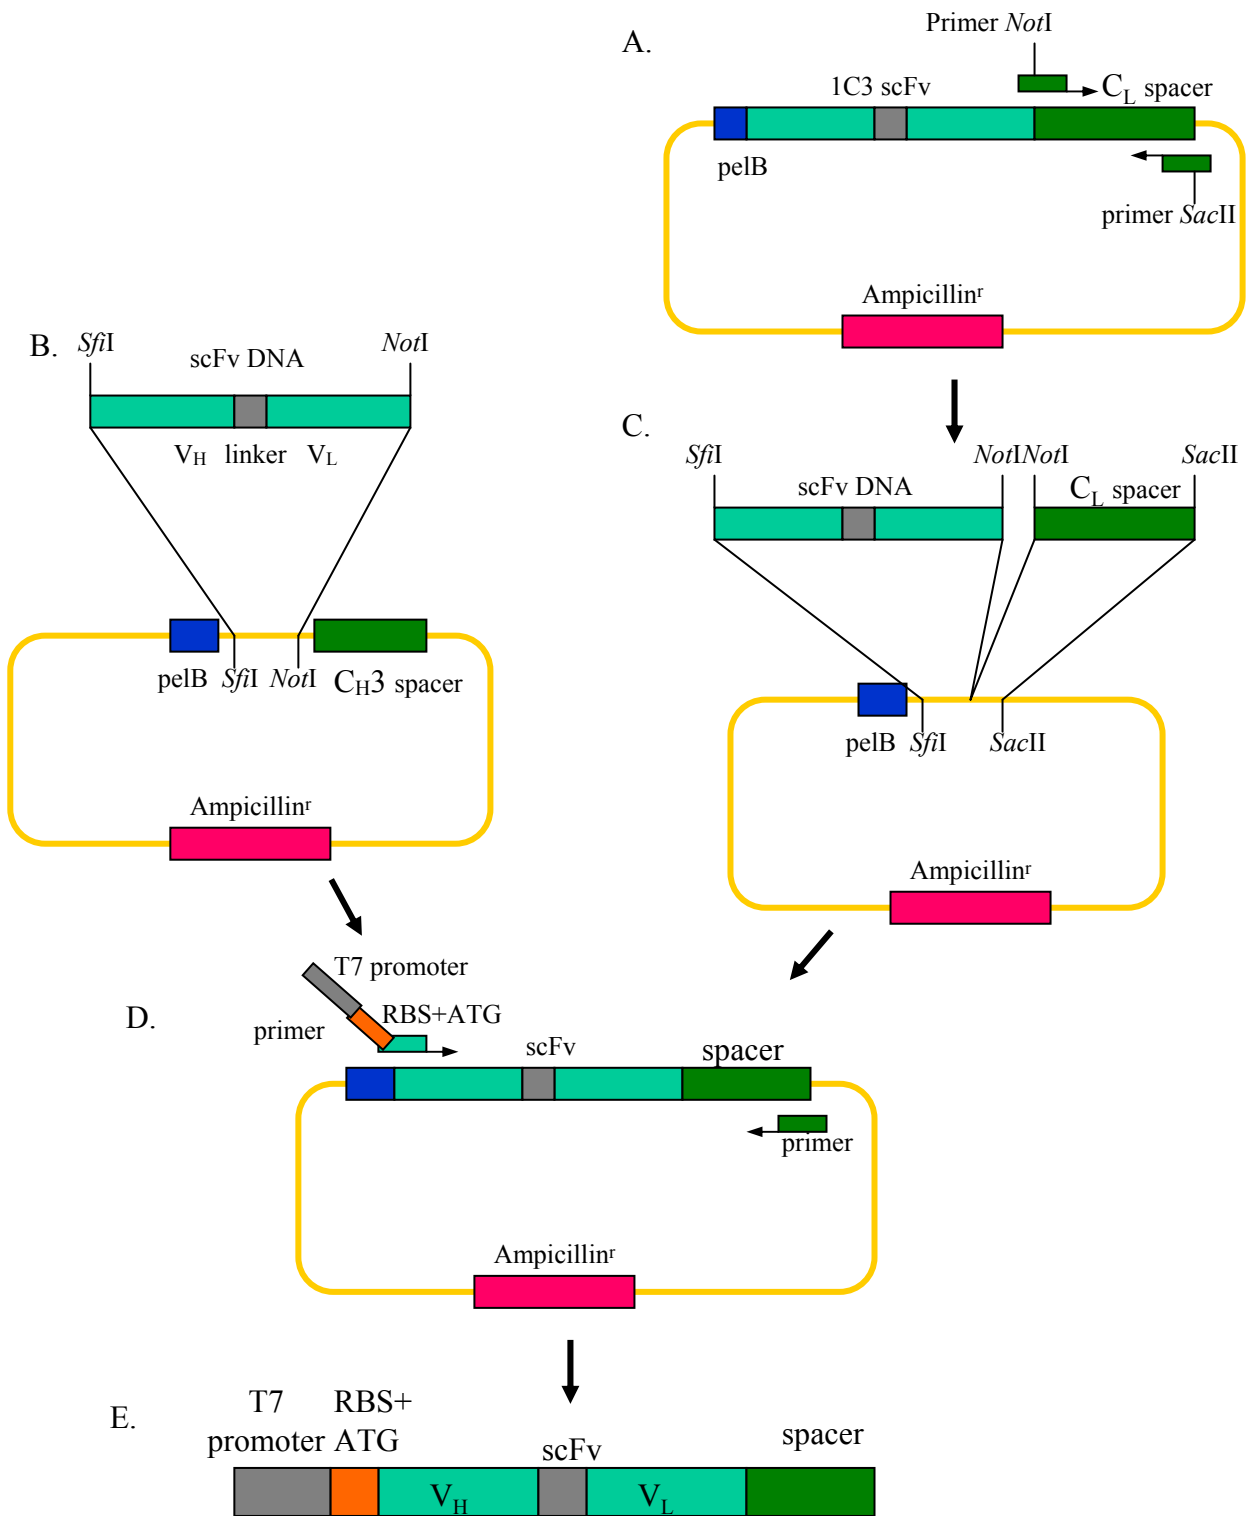 A.
Primer NotI
1C3 scFv
CL spacer
pelB
primer SacII
Ampicillinr
B.
SfiI
NotI
scFv DNA
VH linker VL
pelB SfiI NotI CH3 spacer
Ampicillinr
C.
SfiI
NotINotI
SacII
scFv DNA
CL spacer
pelB SfiI SacII
Ampicillinr
D.
T7 promoter
primer
RBS+ATG
scFv
spacer
primer
Ampicillinr
E.
T7
promoter
RBS+
ATG
scFv
spacer
VH
VL